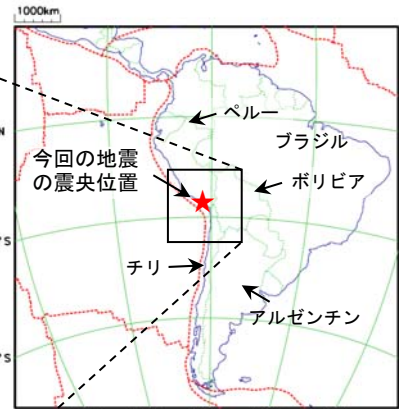 1000km
ペルー
N
ブラジル
今回の地震
の震央位置
ボリビア
°S
チリ
アルゼンチン
°S